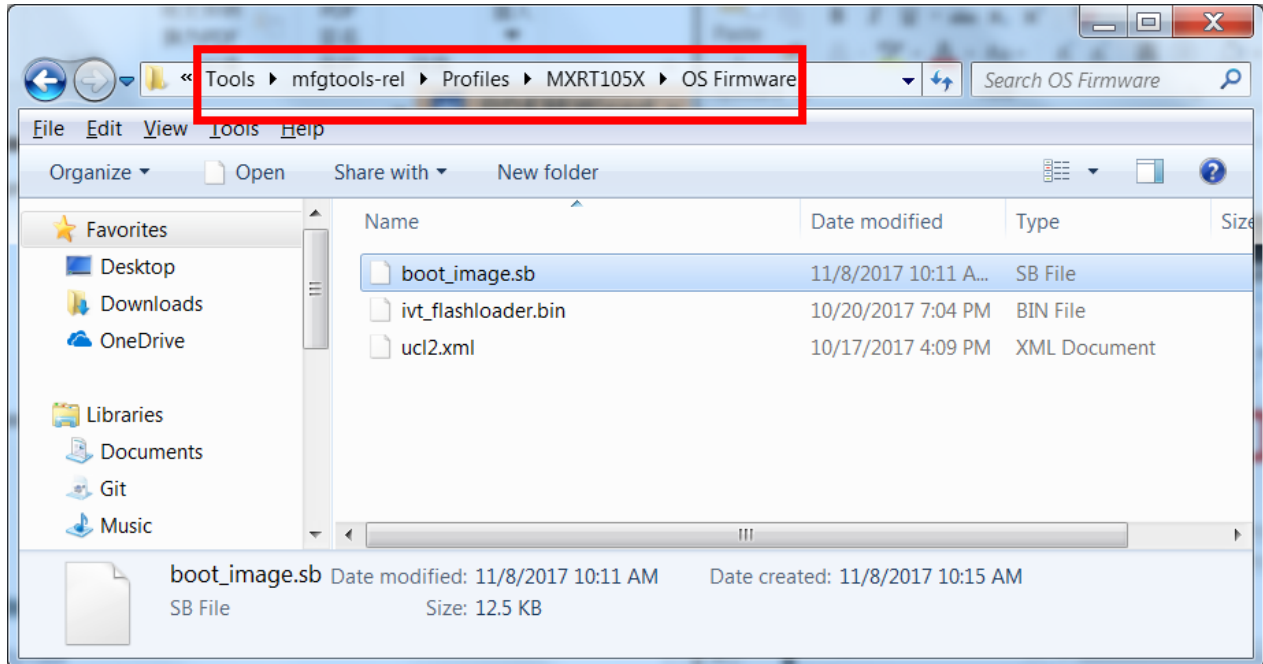 « Tools ▸ mfgtools-rel ▸ Profiles ▸ MXRT105X ▸ OS Firmware Search OS Firmware
File Edit View Tools Help
Organize Open Share with New folder
Name Date modified Type Size
Favorites
Desktop
Downloads
OneDrive
Libraries
Documents
Git
Music
boot_image.sb 11/8/2017 10:11 A... SB File
ivt_flashloader.bin 10/20/2017 7:04 PM BIN File
ucl2.xml 10/17/2017 4:09 PM XML Document
boot_image.sb Date modified: 11/8/2017 10:11 AM Date created: 11/8/2017 10:15 AM
SB File Size: 12.5 KB